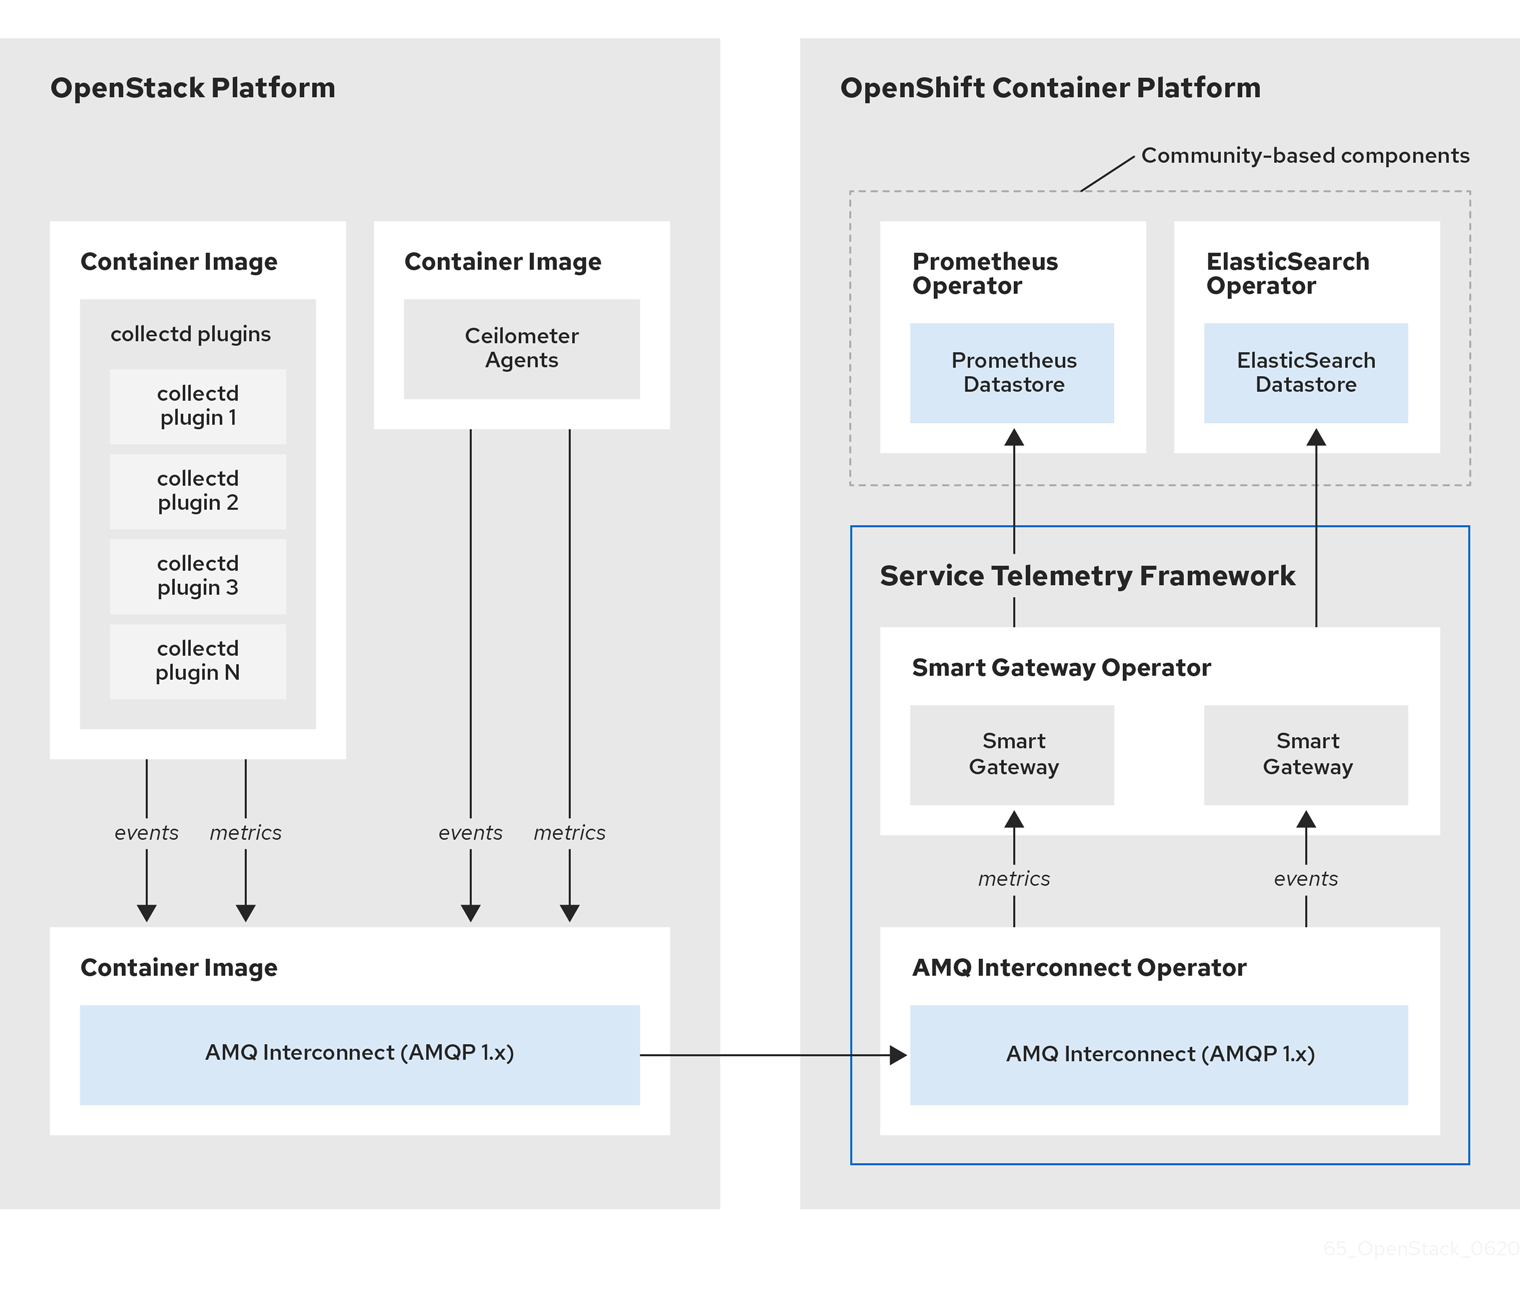 OpenStack Platform
Container Image
collectd plugins
collectd
plugin 1
collectd
plugin 2
collectd
plugin 3
collectd
plugin N
Container Image
Ceilometer
Agents
events
metrics
events
metrics
Container Image
AMQ Interconnect (AMQP 1.x)
OpenShift Container Platform
Community-based components
Prometheus
Operator
Prometheus
Datastore
ElasticSearch
Operator
ElasticSearch
Datastore
Service Telemetry Framework
Smart Gateway Operator
Smart
Gateway
Smart
Gateway
metrics
events
AMQ Interconnect Operator
AMQ Interconnect (AMQP 1.x)
65_OpenStack_0620